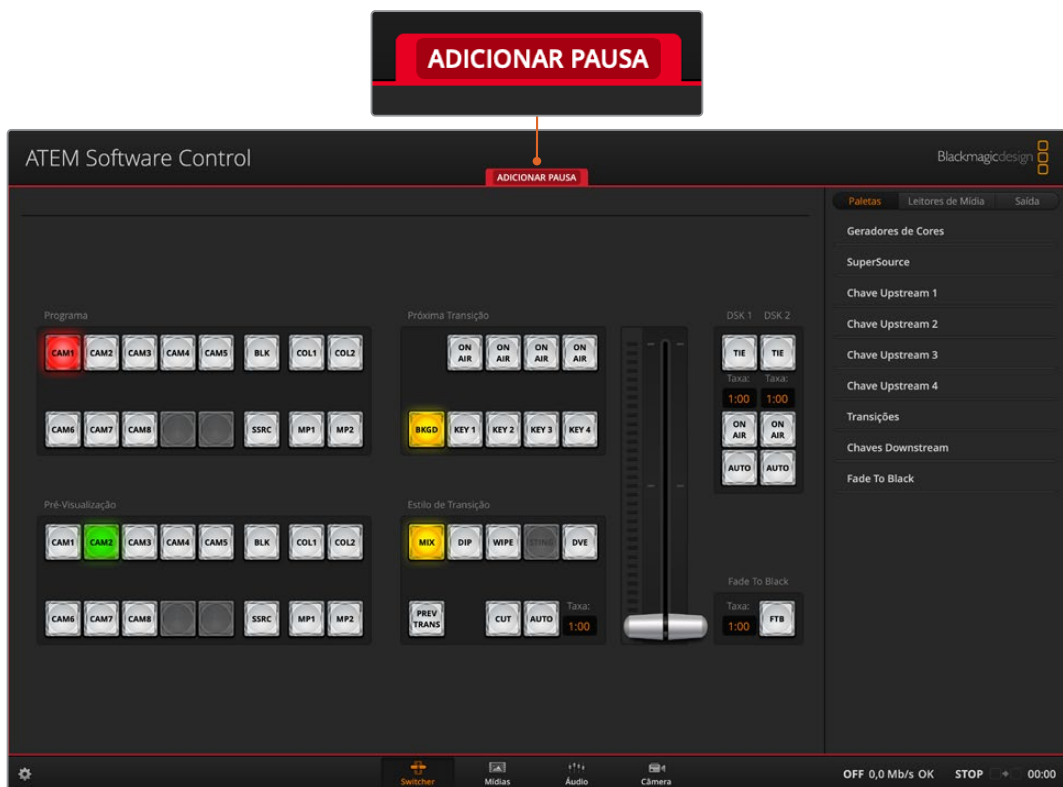 ADICIONAR PAUSA
ATEM Software Control
Blackmagicdesign
ADICIONAR PAUSA
Paletas Leitores de Mídia Saída
Geradores de Cores
SuperSource
Chave Upstream 1
Chave Upstream 2
Chave Upstream 3
Chave Upstream 4
Transições
Chaves Downstream
Fade To Black
Programa
CAM1 CAM2 CAM3 CAM4 CAM5 BLK COL1 COL2
CAM6 CAM7 CAM8 SSRC MP1 MP2
Próxima Transição
ON AIR ON AIR ON AIR ON AIR
BKGD KEY 1 KEY 2 KEY 3 KEY 4
DSK 1 DSK 2
TIE TIE
Taxa: Taxa:
1:00 1:00
ON AIR ON AIR
AUTO AUTO
Pré-Visualização
CAM1 CAM2 CAM3 CAM4 CAM5 BLK COL1 COL2
CAM6 CAM7 CAM8 SSRC MP1 MP2
Estilo de Transição
MIX DIP WIPE STING DVE
PREV TRANS CUT AUTO
Taxa:
1:00
Fade To Black
Taxa:
1:00 FTB
Switcher Mídias Áudio Câmera
OFF 0,0 Mb/s OK STOP 00:00